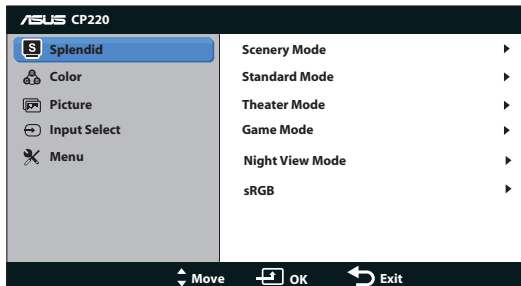 ASUS CP220
S Splendid
Color
Picture
Input Select
Menu
Scenery Mode
Standard Mode
Theater Mode
Game Mode
Night View Mode
sRGB
Move OK Exit